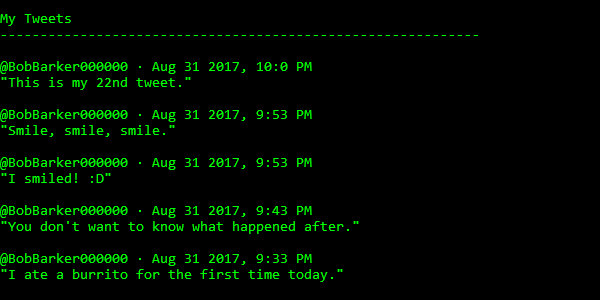 My Tweets
------------------------------------------------------------
@BobBarker000000 · Aug 31 2017, 10:0 PM
"This is my 22nd tweet."
@BobBarker000000 · Aug 31 2017, 9:53 PM
"Smile, smile, smile."
@BobBarker000000 · Aug 31 2017, 9:53 PM
"I smiled! :D"
@BobBarker000000 · Aug 31 2017, 9:43 PM
"You don't want to know what happened after."
@BobBarker000000 · Aug 31 2017, 9:33 PM
"I ate a burrito for the first time today."